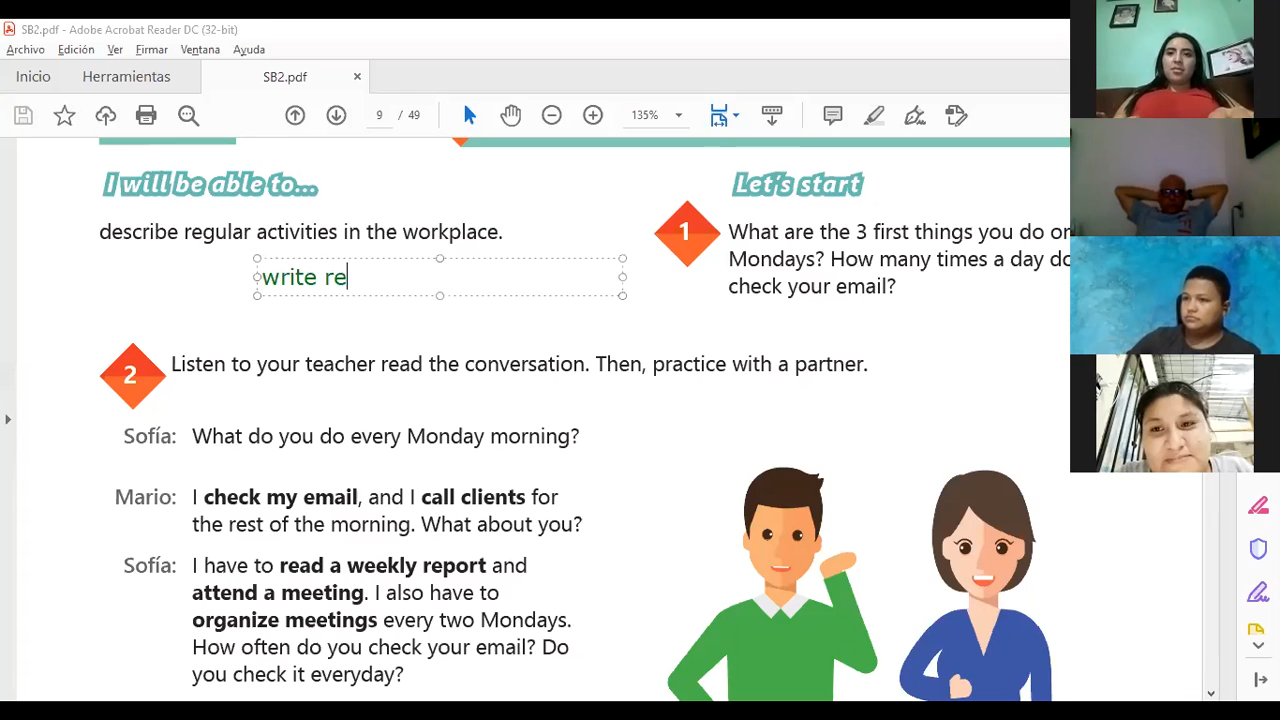 SB2.pdf - Adobe Acrobat Reader DC (32-bit)
Archivo Edición Ver Firmar Ventana Ayuda
Inicio Herramientas SB2.pdf ×
9 / 49 135%
I will be able to...
describe regular activities in the workplace.
write re
Let's start
1
What are the 3 first things you do on
Mondays? How many times a day do
check your email?
2
Listen to your teacher read the conversation. Then, practice with a partner.
Sofía: What do you do every Monday morning?
Mario: I check my email, and I call clients for
the rest of the morning. What about you?
Sofía: I have to read a weekly report and
attend a meeting. I also have to
organize meetings every two Mondays.
How often do you check your email? Do
you check it everyday?